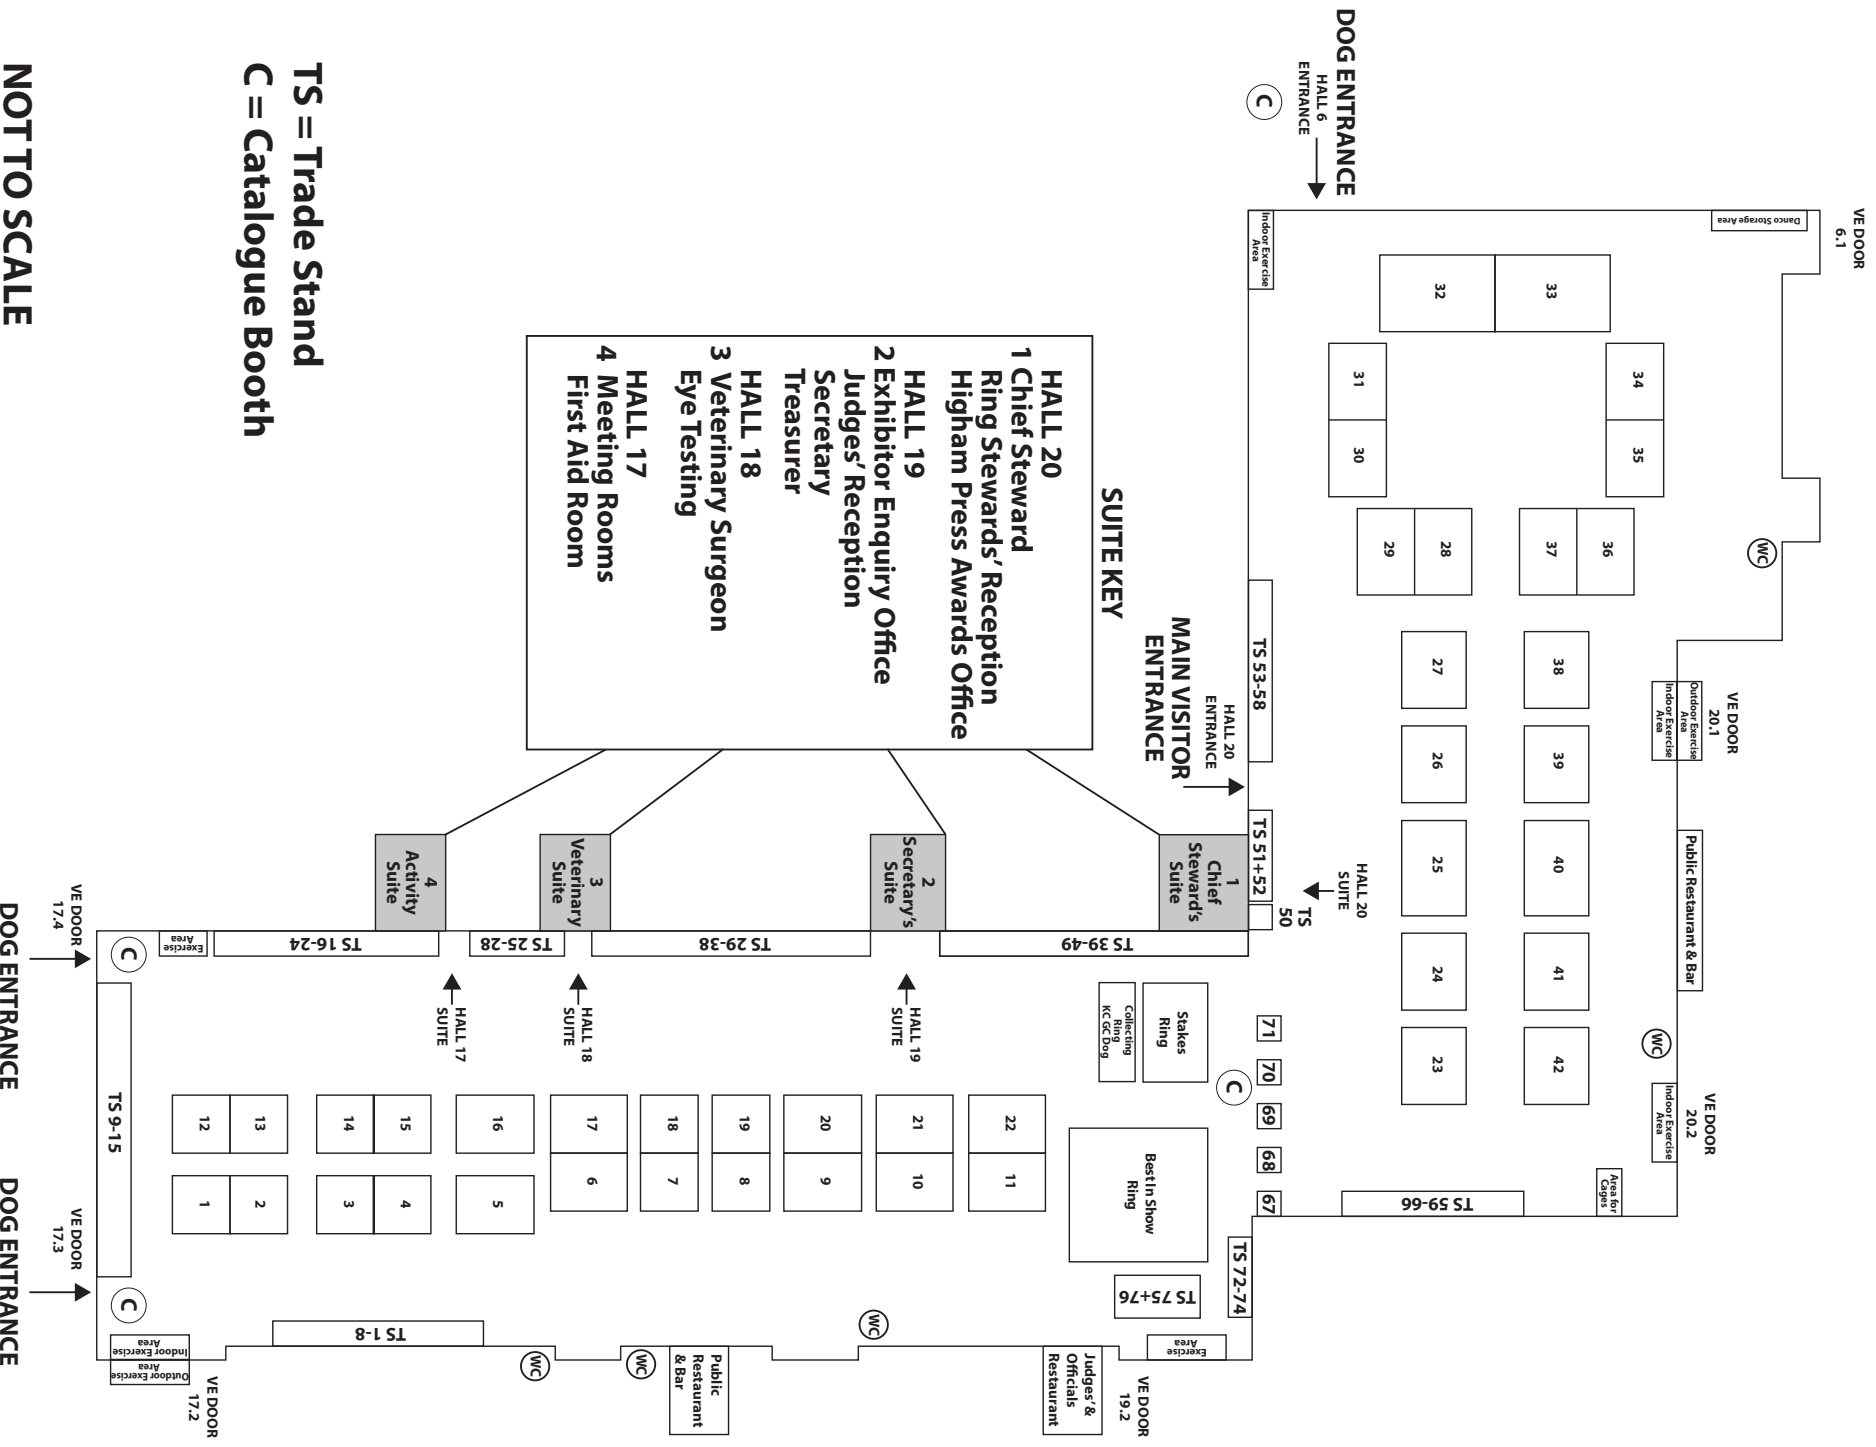 DOG ENTRANCE
HALL 6
ENTRANCE
C
VE DOOR
6.1
Danco Storage Area
Indoor Exercise
Area
33
32
34
31
35
30
36
37
28
29
WC
38
27
39
26
40
25
41
24
42
23
VE DOOR
20.1
Outdoor Exercise
Area
Indoor Exercise
Area
Public Restaurant & Bar
WC
VE DOOR
20.2
Indoor Exercise
Area
Area for
Cages
TS 59-66
TS 53-58
MAIN VISITOR
ENTRANCE
HALL 20
ENTRANCE
TS 51+52
TS
50
HALL 20
SUITE
71
70
69
68
67
C
TS 72-74
TS 75+76
Stakes
Ring
Collecting
Ring
KC GC Dog
Best In Show
Ring
SUITE KEY
HALL 20
1 Chief Steward
Ring Stewards’ Reception
Higham Press Awards Office
HALL 19
2 Exhibitor Enquiry Office
Judges’ Reception
Secretary
Treasurer
HALL 18
3 Veterinary Surgeon
Eye Testing
HALL 17
4 Meeting Rooms
First Aid Room
1
Chief
Steward's
Suite
2
Secretary's
Suite
3
Veterinary
Suite
4
Activity
Suite
TS 39-49
TS 29-38
TS 25-28
TS 16-24
Exercise
Area
HALL 19
SUITE
HALL 18
SUITE
HALL 17
SUITE
22
11
21
10
20
9
19
8
18
7
17
6
16
5
15
14
4
3
13
12
2
1
Exercise
Area
VE DOOR
19.2
Judges’ &
Officials
Restaurant
WC
Public
Restaurant
& Bar
WC
WC
TS 1-8
VE DOOR
17.2
Indoor Exercise
Area
Outdoor Exercise
Area
C
TS 9-15
C
VE DOOR
17.4
DOG ENTRANCE
VE DOOR
17.3
DOG ENTRANCE
TS = Trade Stand
C = Catalogue Booth
NOT TO SCALE